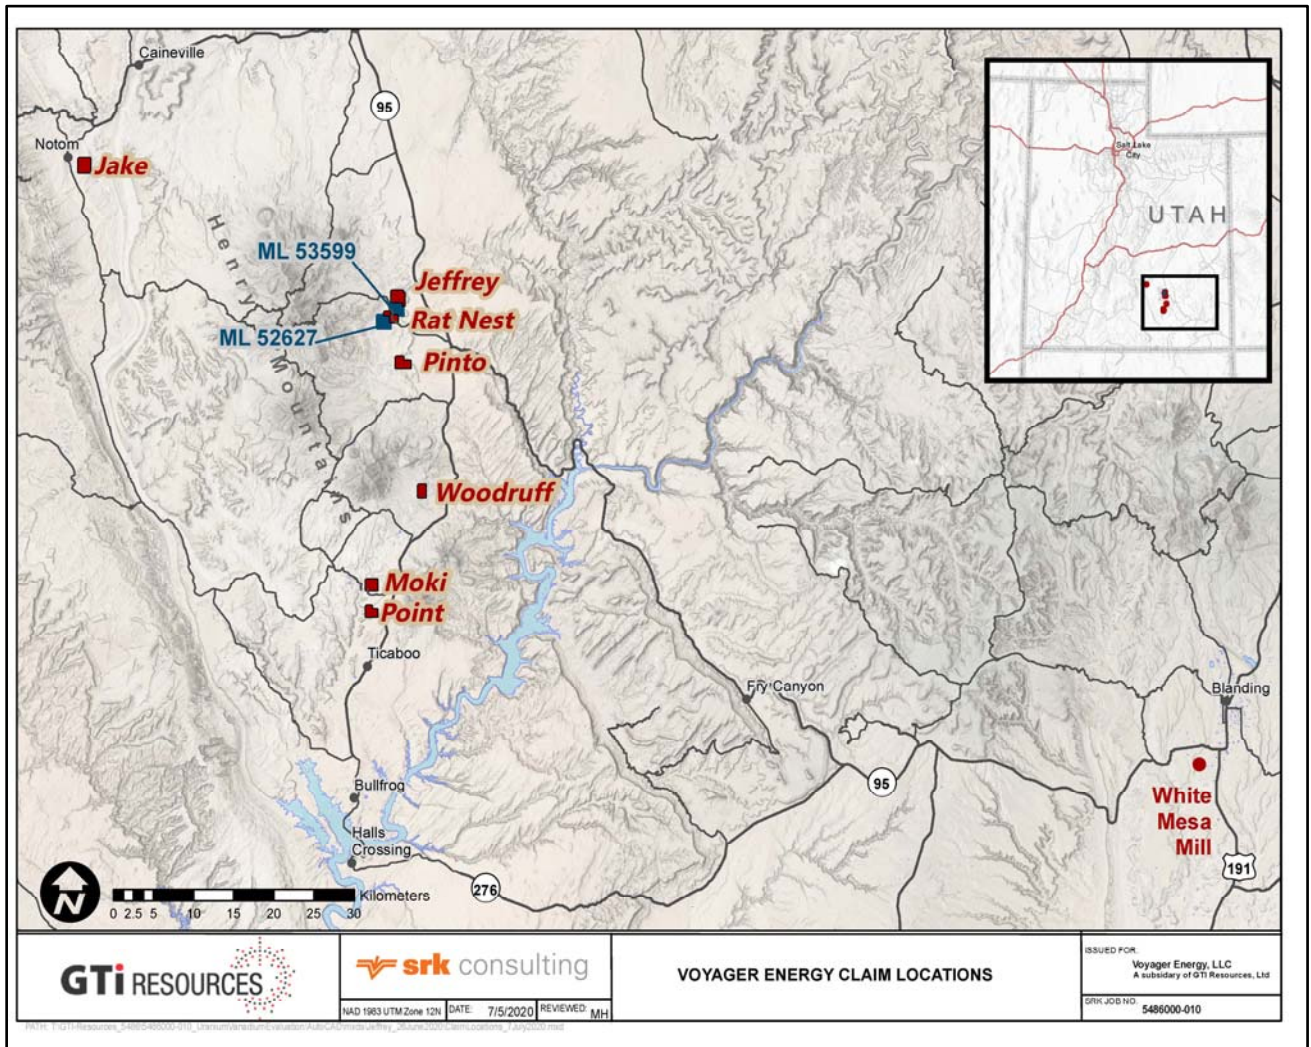 Caineville
95
Notom
Jake
Henry Mountains
ML 53599
Jeffrey
Rat Nest
ML 52627
Pinto
Woodruff
Moki
Point
Ticaboo
Fry Canyon
Blanding
Bullfrog
95
White
Mesa
Mill
Halls
Crossing
191
276
N
Kilometers
0 2.5 5 10 15 20 25 30
Salt Lake
City
UTAH
GTi RESOURCES
srk consulting
NAD 1983 UTM Zone 12N
DATE: 7/5/2020
REVIEWED: MH
VOYAGER ENERGY CLAIM LOCATIONS
ISSUED FOR:
Voyager Energy, LLC
A subsidiary of GTI Resources, Ltd
SRK JOB NO.
5486000-010